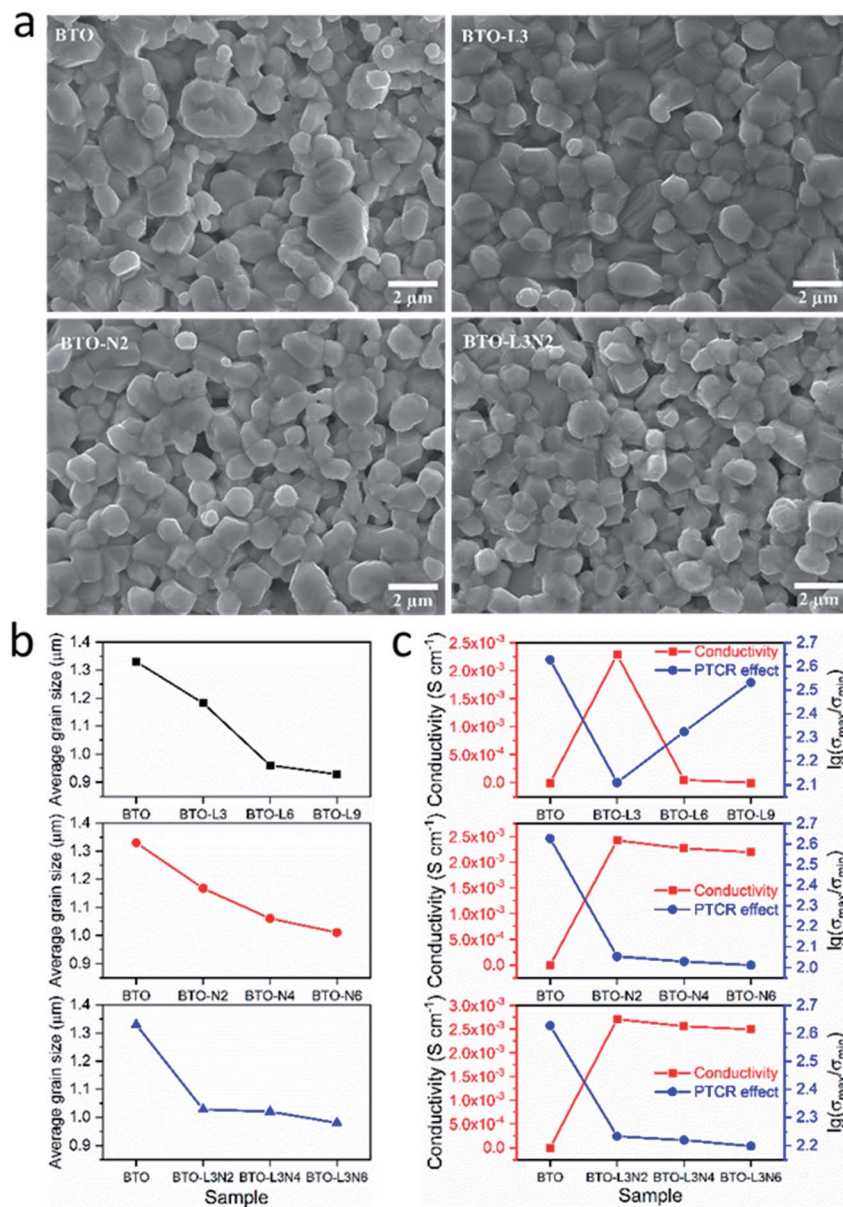 a
BTO
2 µm
BTO-L3
2 µm
BTO-N2
2 µm
BTO-L3N2
2 µm
b
Average grain size (µm)
1.4
1.3
1.2
1.1
1.0
0.9
BTO BTO-L3 BTO-L6 BTO-L9
Average grain size (µm)
1.4
1.3
1.2
1.1
1.0
0.9
BTO BTO-N2 BTO-N4 BTO-N6
Average grain size (µm)
1.4
1.3
1.2
1.1
1.0
0.9
BTO BTO-L3N2 BTO-L3N4 BTO-L3N6
Sample
c
Conductivity (S cm⁻¹)
2.5x10⁻³
2.0x10⁻³
1.5x10⁻³
1.0x10⁻³
5.0x10⁻⁴
0.0
Conductivity
PTCR effect
2.7
2.6
2.5
2.4
2.3
2.2
2.1
lg(σmax/σmin)
BTO BTO-L3 BTO-L6 BTO-L9
Conductivity (S cm⁻¹)
2.5x10⁻³
2.0x10⁻³
1.5x10⁻³
1.0x10⁻³
5.0x10⁻⁴
0.0
Conductivity
PTCR effect
2.7
2.6
2.5
2.4
2.3
2.2
2.1
2.0
lg(σmax/σmin)
BTO BTO-N2 BTO-N4 BTO-N6
Conductivity (S cm⁻¹)
3.0x10⁻³
2.5x10⁻³
2.0x10⁻³
1.5x10⁻³
1.0x10⁻³
5.0x10⁻⁴
0.0
Conductivity
PTCR effect
2.7
2.6
2.5
2.4
2.3
2.2
lg(σmax/σmin)
BTO BTO-L3N2 BTO-L3N4 BTO-L3N6
Sample